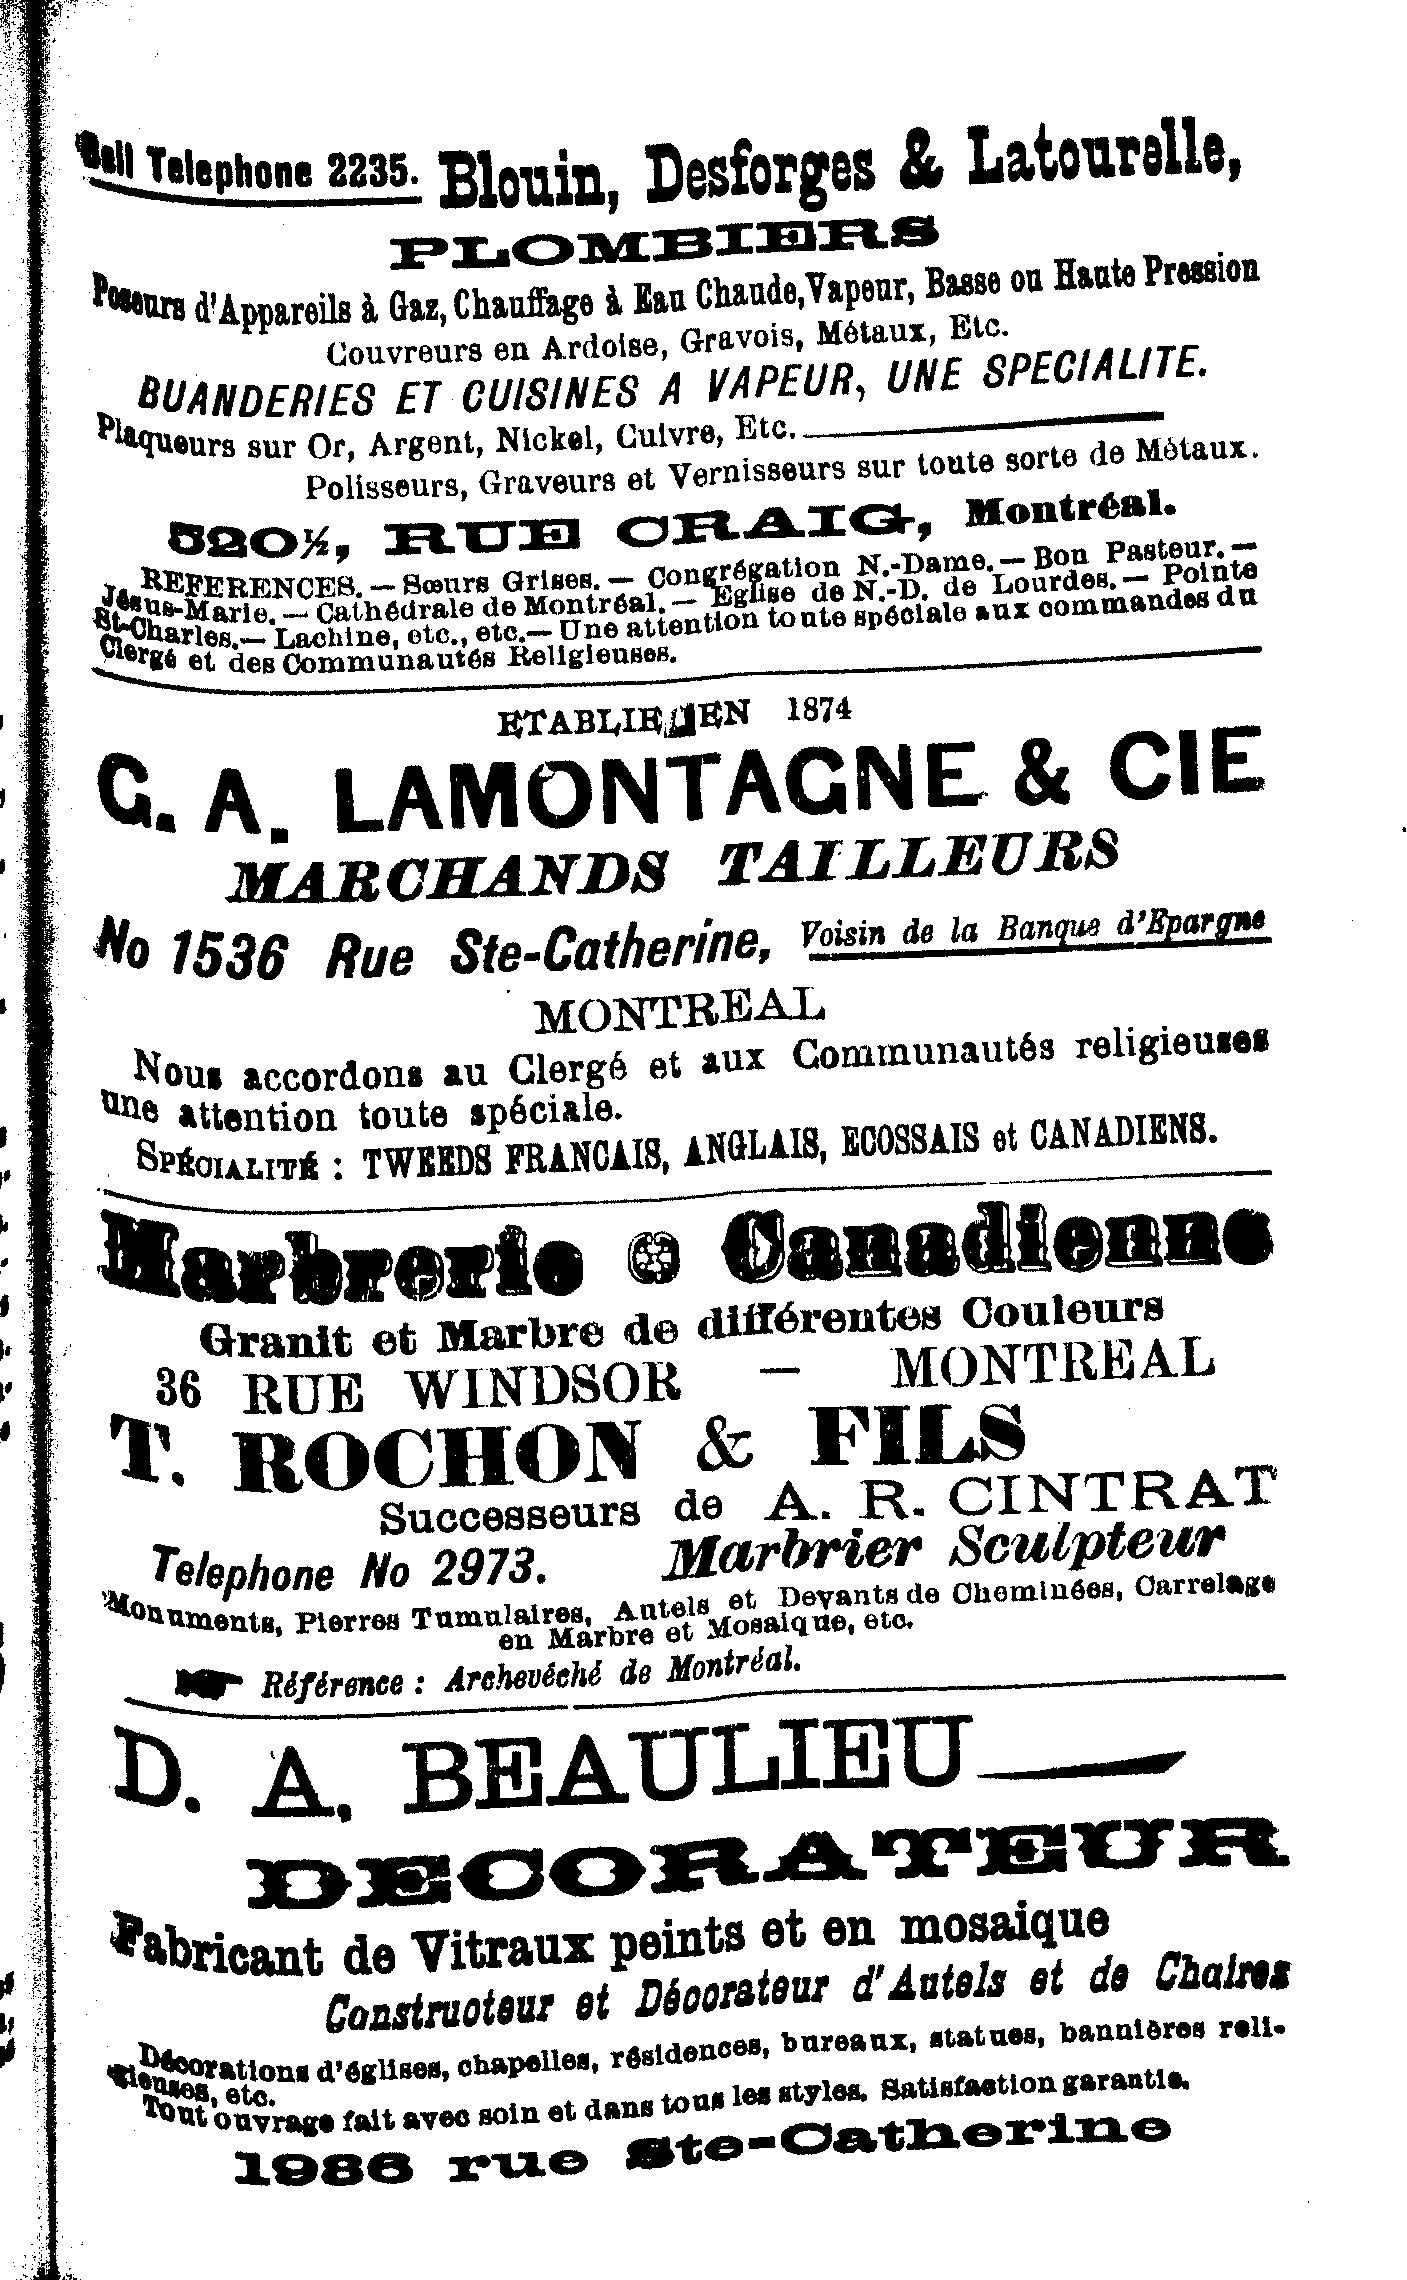 Bell Telephone 2235. Blouin, Desforges & Latourelle,
PLOMBIERS
Poseurs d'Appareils à Gaz, Chauffage à Eau Chaude, Vapeur, Basse ou Haute Pression
Couvreurs en Ardoise, Gravois, Métaux, Etc.
BUANDERIES ET CUISINES A VAPEUR, UNE SPECIALITE.
Plaqueurs sur Or, Argent, Nickel, Cuivre, Etc.
Polisseurs, Graveurs et Vernisseurs sur toute sorte de Métaux.
520½, RUE CRAIG, Montréal.
REFERENCES. — Sœurs Grises. — Congrégation N.-Dame. — Bon Pasteur. —
Jésus-Marie. — Cathédrale de Montréal. — Eglise de N.-D. de Lourdes. — Pointe
St-Charles. — Lachine, etc., etc. — Une attention toute spéciale aux commandes du
Clergé et des Communautés Religieuses.
ETABLIE EN 1874
G. A. LAMONTAGNE & CIE
MARCHANDS TAILLEURS
No 1536 Rue Ste-Catherine, Voisin de la Banque d'Epargne
MONTREAL
Nous accordons au Clergé et aux Communautés religieuses
une attention toute spéciale.
SPÉCIALITÉ : TWEEDS FRANCAIS, ANGLAIS, ECOSSAIS et CANADIENS.
Marbrerie Canadienne
Granit et Marbre de différentes Couleurs
36 RUE WINDSOR — MONTREAL
T. ROCHON & FILS
Successeurs de A. R. CINTRAT
Telephone No 2973. Marbrier Sculpteur
Monuments, Pierres Tumulaires, Autels et Devants de Cheminées, Carrelage
en Marbre et Mosaique, etc.
Référence : Archevéché de Montréal.
D. A. BEAULIEU
DECORATEUR
Fabricant de Vitraux peints et en mosaique
Constructeur et Décorateur d'Autels et de Chaires
Décorations d'églises, chapelles, résidences, bureaux, statues, bannières reli-
gieuses, etc.
Tout ouvrage fait avec soin et dans tous les styles. Satisfaction garantie.
1986 rue Ste-Catherine